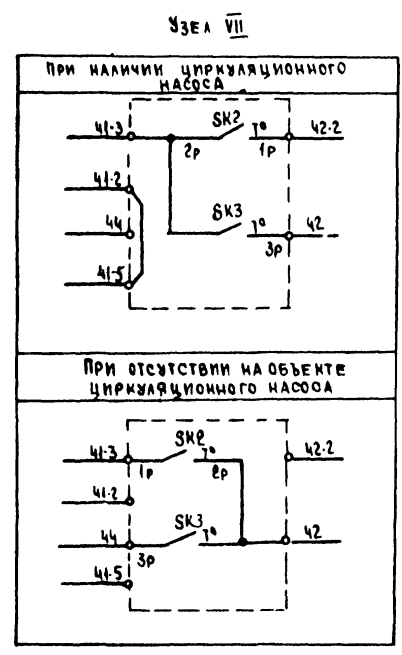 УЗЕЛ VII
ПРИ НАЛИЧИИ ЦИРКУЛЯЦИОННОГО
НАСОСА
41-3
SK2
T°
42-2
2р
1р
41-2
44
SK3
T°
42
3р
41-5
ПРИ ОТСУТСТВИИ НА ОБЪЕКТЕ
ЦИРКУЛЯЦИОННОГО НАСОСА
41-3
SK2
T°
42-2
1р
2р
41-2
44
SK3
T°
42
3р
41-5